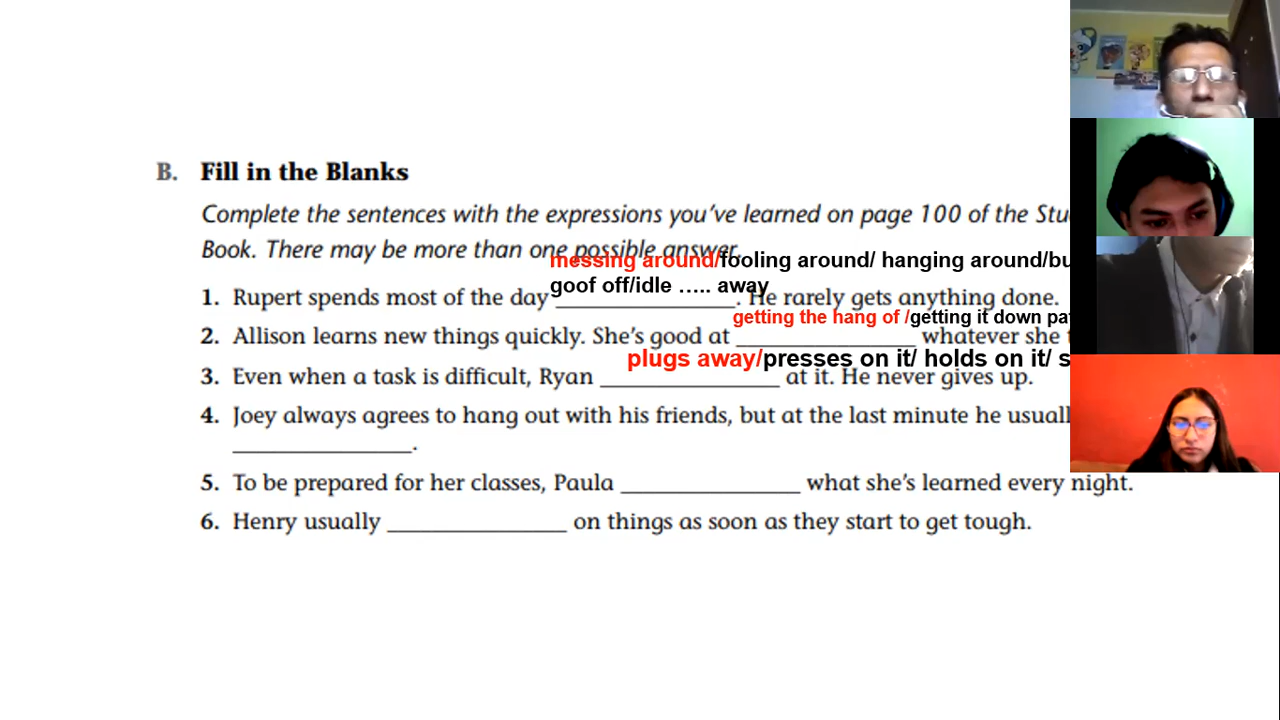 B. Fill in the Blanks
Complete the sentences with the expressions you've learned on page 100 of the Stu
Book. There may be more than one possible answer.
messing around/fooling around/ hanging around/bu
goof off/idle ….. away
1. Rupert spends most of the day _______________. He rarely gets anything done.
getting the hang of /getting it down pa
2. Allison learns new things quickly. She's good at _______________ whatever she t
plugs away/presses on it/ holds on it/ s
3. Even when a task is difficult, Ryan _______________ at it. He never gives up.
4. Joey always agrees to hang out with his friends, but at the last minute he usuall
_______________.
5. To be prepared for her classes, Paula _______________ what she's learned every night.
6. Henry usually _______________ on things as soon as they start to get tough.